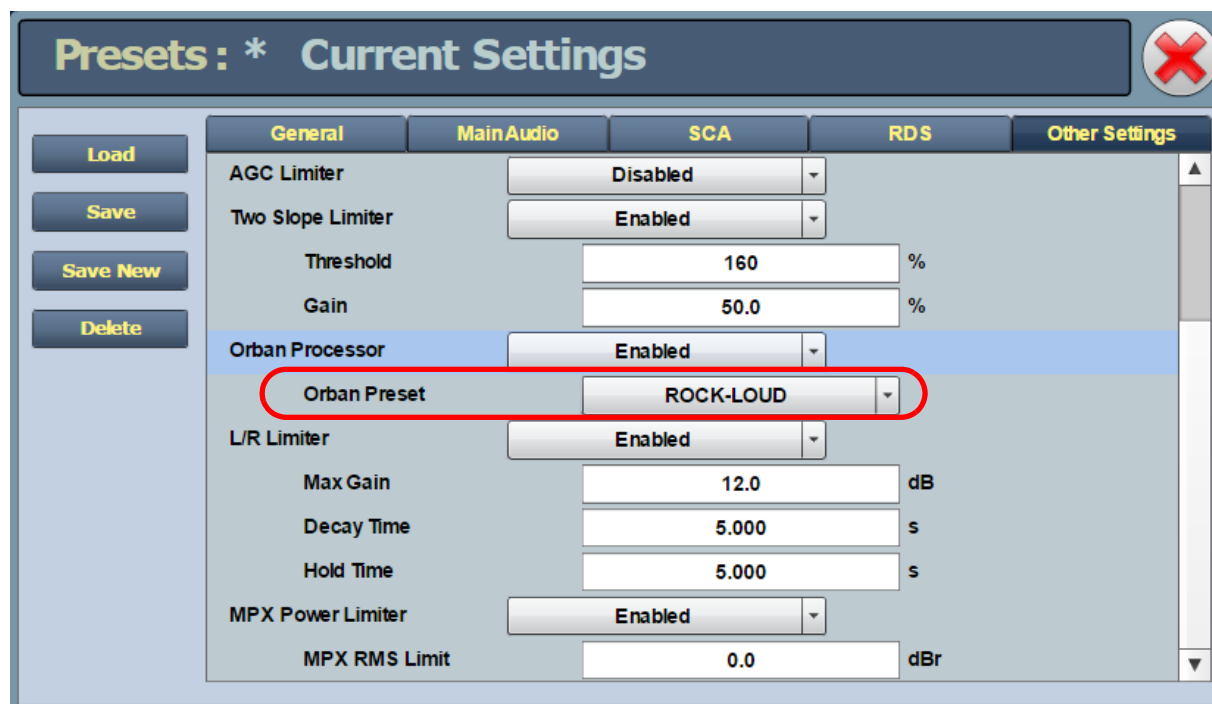 Presets : * Current Settings
Load
Save
Save New
Delete
General Main Audio SCA RDS Other Settings
AGC Limiter Disabled
Two Slope Limiter Enabled
Threshold 160 %
Gain 50.0 %
Orban Processor Enabled
Orban Preset ROCK-LOUD
L/R Limiter Enabled
Max Gain 12.0 dB
Decay Time 5.000 s
Hold Time 5.000 s
MPX Power Limiter Enabled
MPX RMS Limit 0.0 dBr